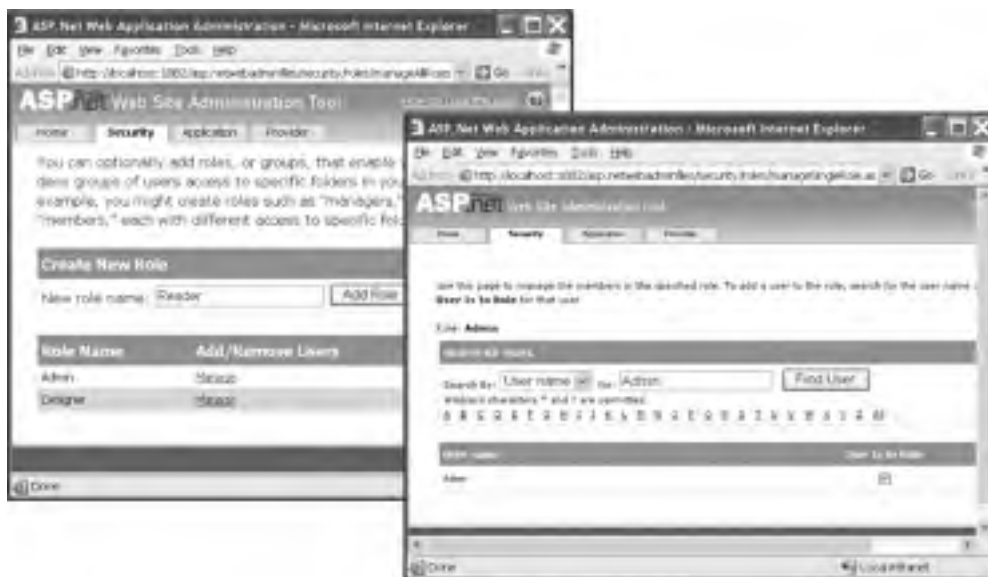 ASP.Net Web Application Administration - Microsoft Internet Explorer
File Edit View Favorites Tools Help
Go
ASP.net Web Site Administration Tool
Home Security Application Provider
You can optionally add roles, or groups, that enable
deny groups of users access to specific folders in you
example, you might create roles such as "managers,"
"members," each with different access to specific fol
Create New Role
New role name: Reader Add Role
Role Name Add/Remove Users
Admin Manage
Designer Manage
Done
ASP.Net Web Application Administration - Microsoft Internet Explorer
File Edit View Favorites Tools Help
Go
ASP.net Web Site Administration Tool
Home Security Application Provider
Use this page to manage the members in the specified role. To add a user to the role, search for the user name
User Is In Role for that user.
Role: Admin
Search for Users
Search by: User name for: Admin Find User
Wildcard characters * and ? are permitted.
User name User Is In Role
Admin
Done Local intranet